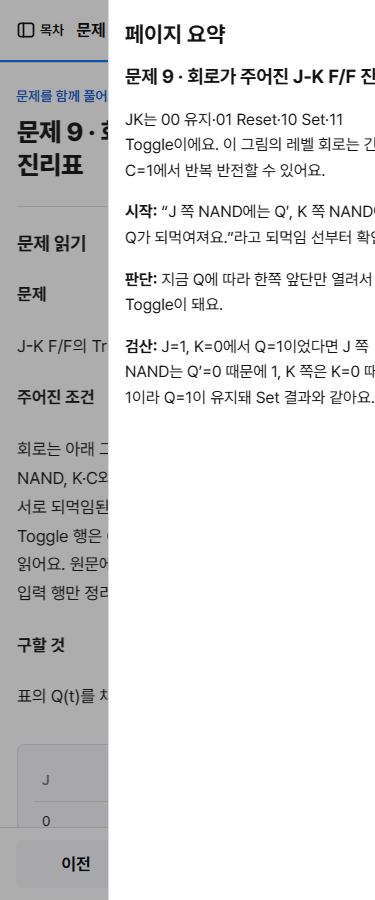 목차 문제
문제를 함께 풀어
문제 9 ·
진리표
문제 읽기
문제
J-K F/F의 Tr
주어진 조건
회로는 아래 그
NAND, K·C와
서로 되먹임된
Toggle 행은
읽어요. 원문에
입력 행만 정리
구할 것
표의 Q(t)를 채
J
0
이전
페이지 요약
문제 9 · 회로가 주어진 J-K F/F 진
JK는 00 유지·01 Reset·10 Set·11
Toggle이에요. 이 그림의 레벨 회로는 긴
C=1에서 반복 반전할 수 있어요.
시작: “J 쪽 NAND에는 Q’, K 쪽 NAND
Q가 되먹여져요.”라고 되먹임 선부터 확
판단: 지금 Q에 따라 한쪽 앞단만 열려서
Toggle이 돼요.
검산: J=1, K=0에서 Q=1이었다면 J 쪽
NAND는 Q’=0 때문에 1, K 쪽은 K=0 때
1이라 Q=1이 유지돼 Set 결과와 같아요.